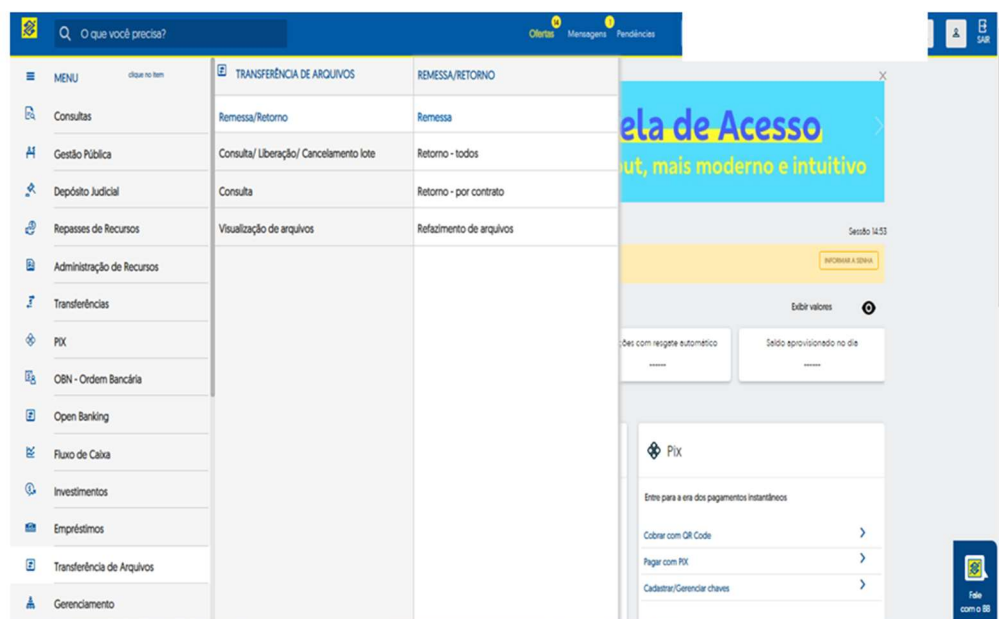 O que você precisa?
14
Ofertas
Mensagens
1
Pendências
SAIR
MENU
clique no item
Consultas
Gestão Pública
Depósito Judicial
Repasses de Recursos
Administração de Recursos
Transferências
PIX
OBN - Ordem Bancária
Open Banking
Fluxo de Caixa
Investimentos
Empréstimos
Transferência de Arquivos
Gerenciamento
TRANSFERÊNCIA DE ARQUIVOS
Remessa/Retorno
Consulta/ Liberação/ Cancelamento lote
Consulta
Visualização de arquivos
REMESSA/RETORNO
Remessa
Retorno - todos
Retorno - por contrato
Refazimento de arquivos
ela de Acesso
out, mais moderno e intuitivo
Sessão 14:53
INFORMAR A SENHA
Exibir valores
ções com resgate automático
------
Saldo aprovisionado no dia
------
Pix
Entre para a era dos pagamentos instantâneos
Cobrar com QR Code
Pagar com PIX
Cadastrar/Gerenciar chaves
Fale
com o BB